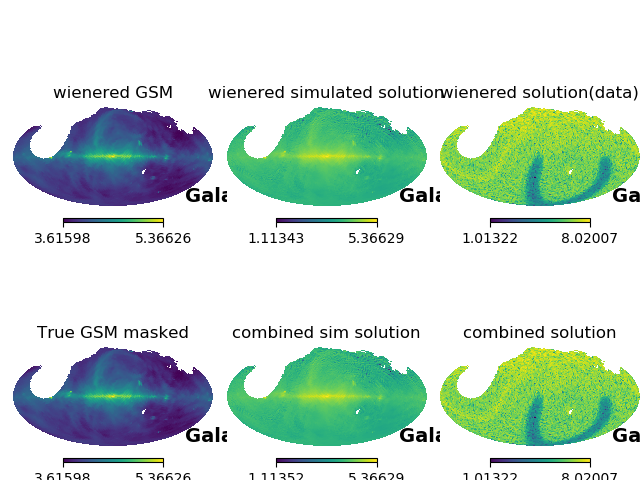 wienered GSM
wienered simulated solution
wienered solution(data)
Gala
Gala
Ga
3.61598 5.36626
1.11343 5.36629
1.01322 8.02007
True GSM masked
combined sim solution
combined solution
Gala
Gala
Ga
3.61598 5.36626
1.11352 5.36629
1.01322 8.02007